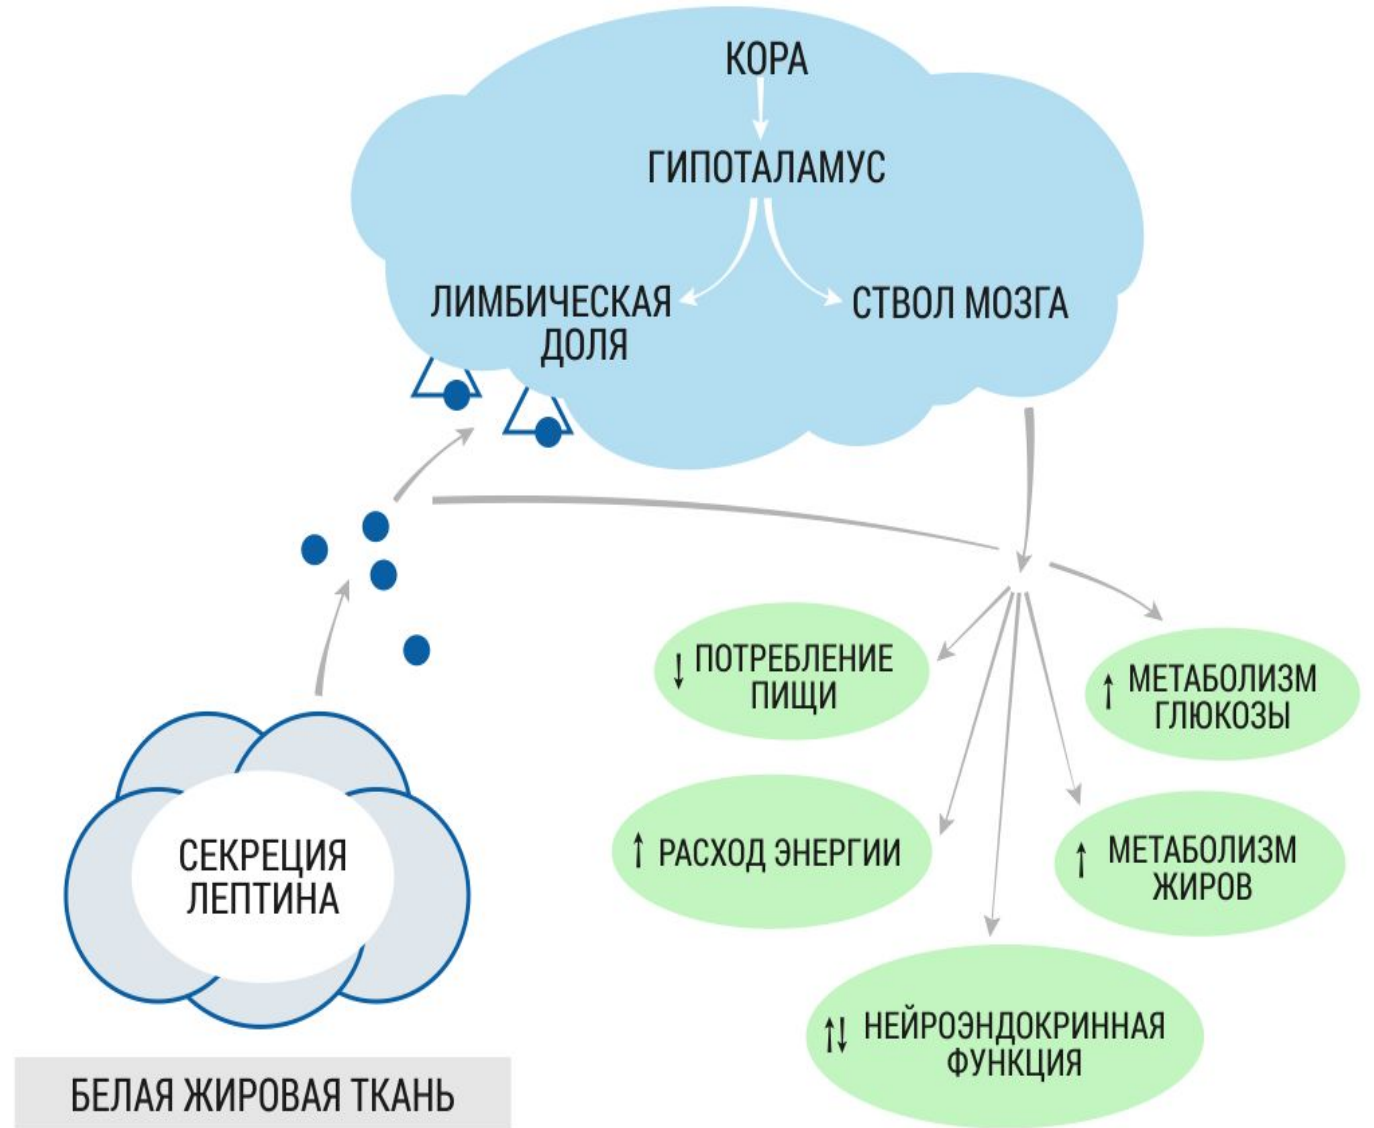 КОРА
ГИПОТАЛАМУС
ЛИМБИЧЕСКАЯ
ДОЛЯ
СТВОЛ МОЗГА
↓ ПОТРЕБЛЕНИЕ
ПИЩИ
↑ МЕТАБОЛИЗМ
ГЛЮКОЗЫ
↑ РАСХОД ЭНЕРГИИ
↑ МЕТАБОЛИЗМ
ЖИРОВ
↑↓ НЕЙРОЭНДОКРИННАЯ
ФУНКЦИЯ
СЕКРЕЦИЯ
ЛЕПТИНА
БЕЛАЯ ЖИРОВАЯ ТКАНЬ